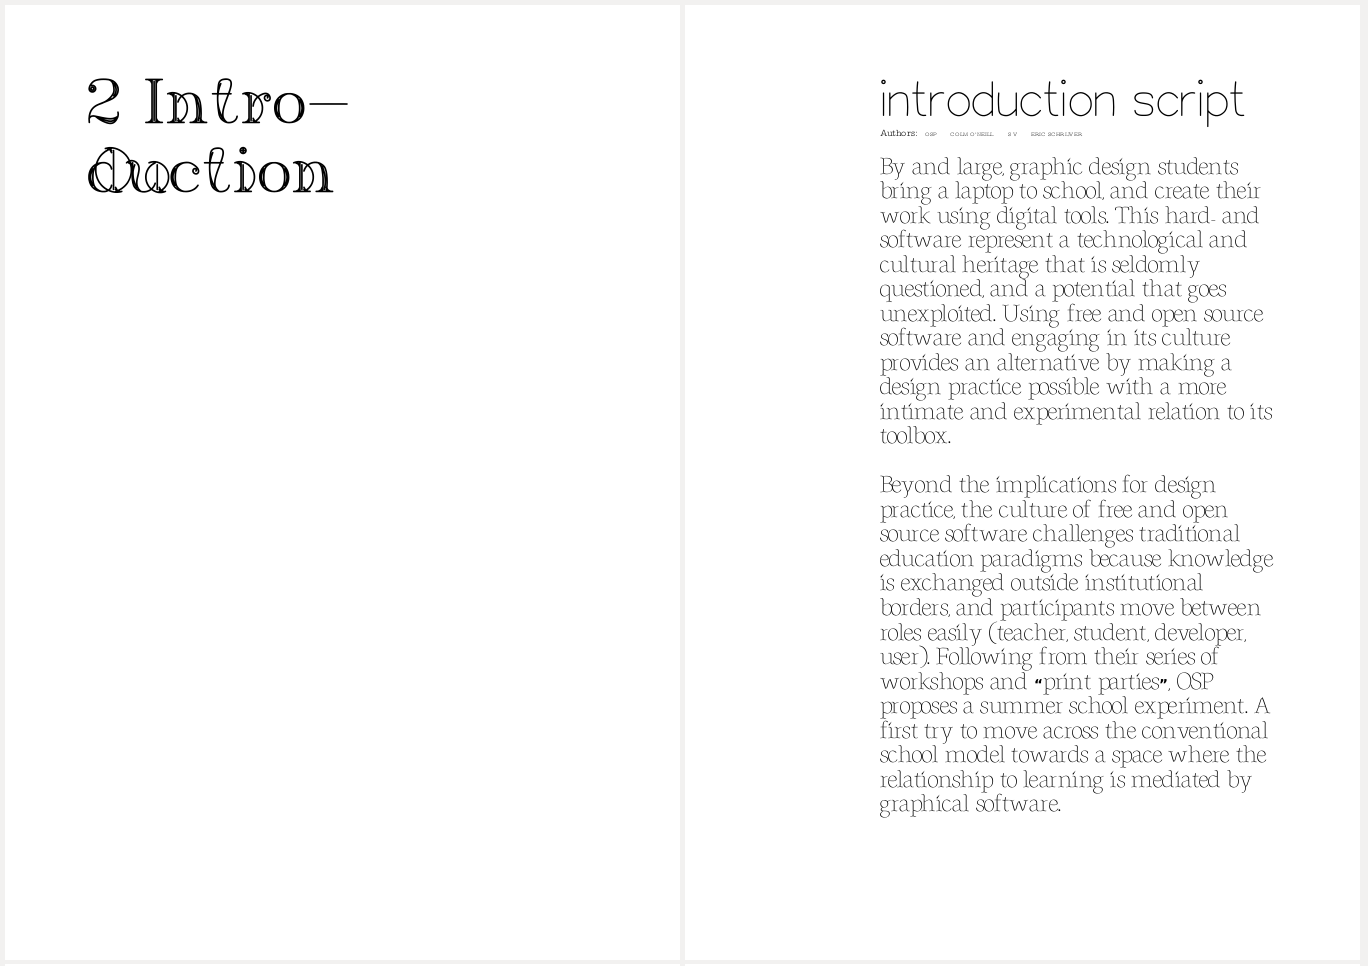 2 Intro—
duction
introduction script
Authors: OSP COLM O'NEILL S V ERIC SCHRIJVER
By and large, graphic design students
bring a laptop to school, and create their
work using digital tools. This hard- and
software represent a technological and
cultural heritage that is seldomly
questioned, and a potential that goes
unexploited. Using free and open source
software and engaging in its culture
provides an alternative by making a
design practice possible with a more
intimate and experimental relation to its
toolbox.
Beyond the implications for design
practice, the culture of free and open
source software challenges traditional
education paradigms because knowledge
is exchanged outside institutional
borders, and participants move between
roles easily (teacher, student, developer,
user). Following from their series of
workshops and “print parties”, OSP
proposes a summer school experiment. A
first try to move across the conventional
school model towards a space where the
relationship to learning is mediated by
graphical software.